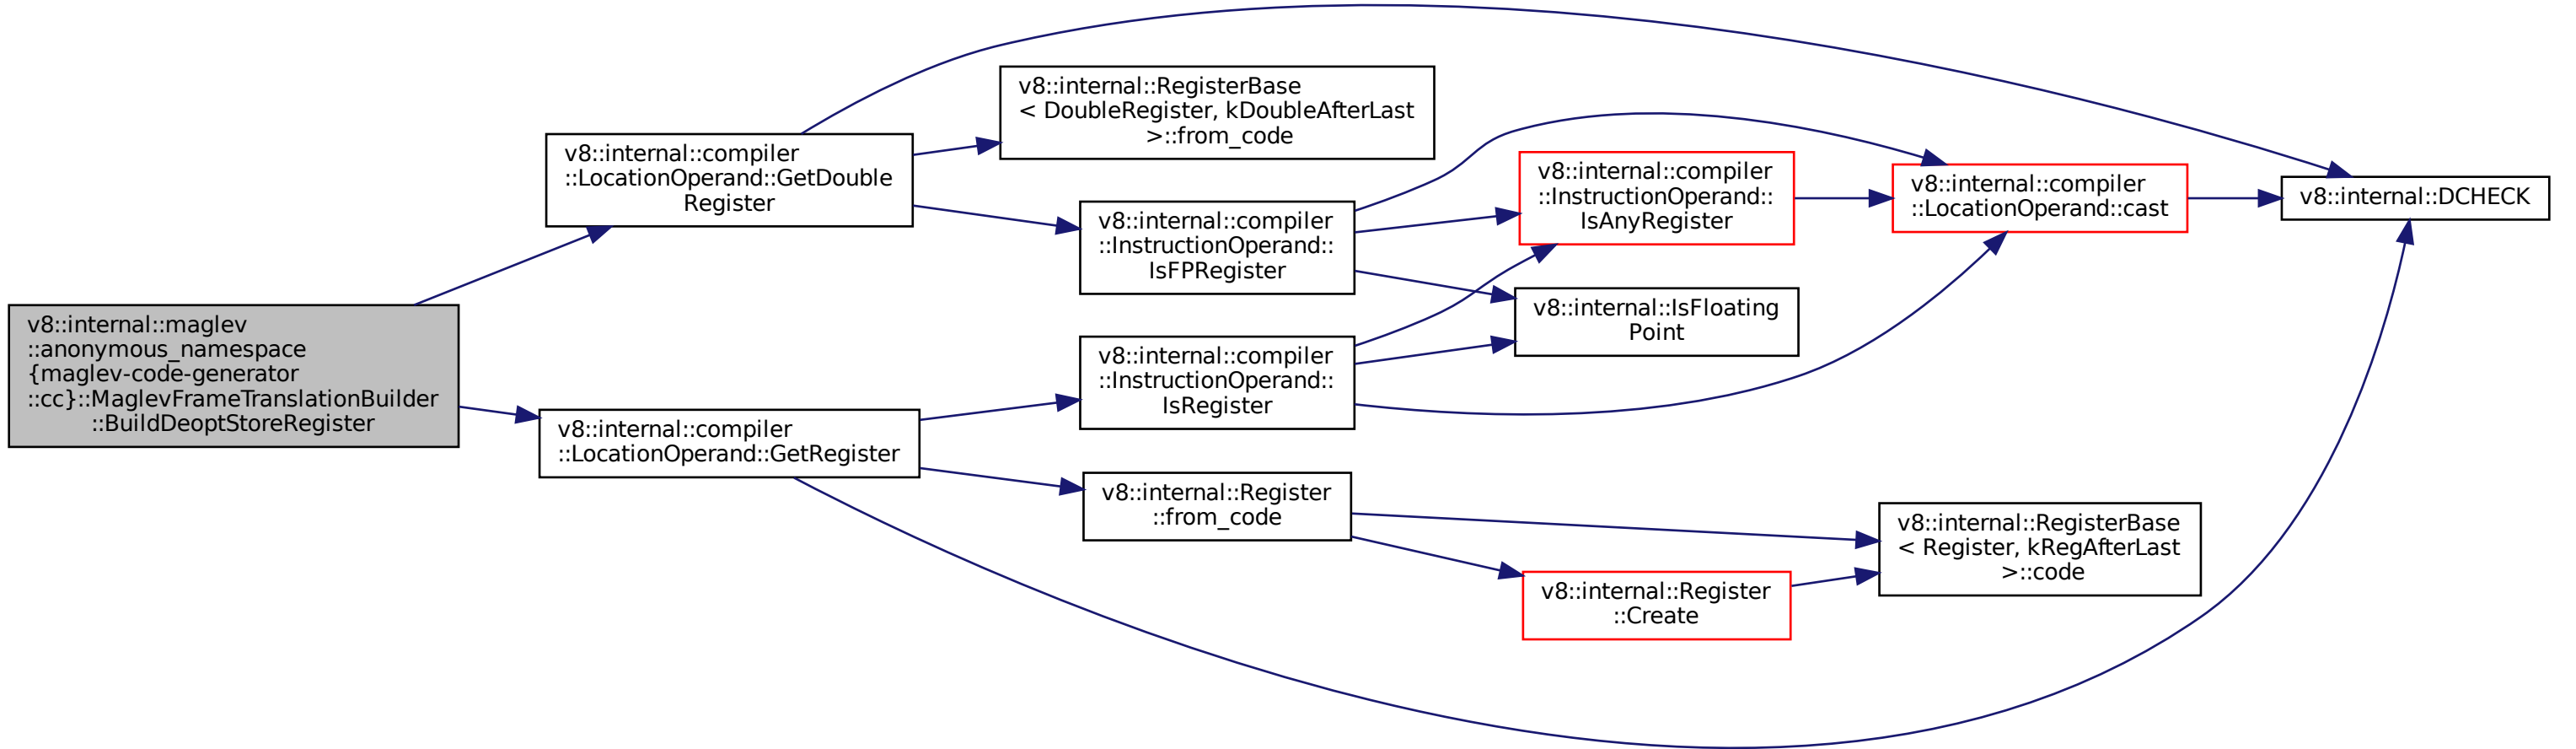 v8::internal::maglev
::anonymous_namespace
{maglev-code-generator
::cc}::MaglevFrameTranslationBuilder
::BuildDeoptStoreRegister
v8::internal::compiler
::LocationOperand::GetDouble
Register
v8::internal::RegisterBase
< DoubleRegister, kDoubleAfterLast
>::from_code
v8::internal::compiler
::InstructionOperand::
IsFPRegister
v8::internal::compiler
::InstructionOperand::
IsAnyRegister
v8::internal::compiler
::LocationOperand::cast
v8::internal::DCHECK
v8::internal::IsFloating
Point
v8::internal::compiler
::LocationOperand::GetRegister
v8::internal::compiler
::InstructionOperand::
IsRegister
v8::internal::Register
::from_code
v8::internal::RegisterBase
< Register, kRegAfterLast
>::code
v8::internal::Register
::Create